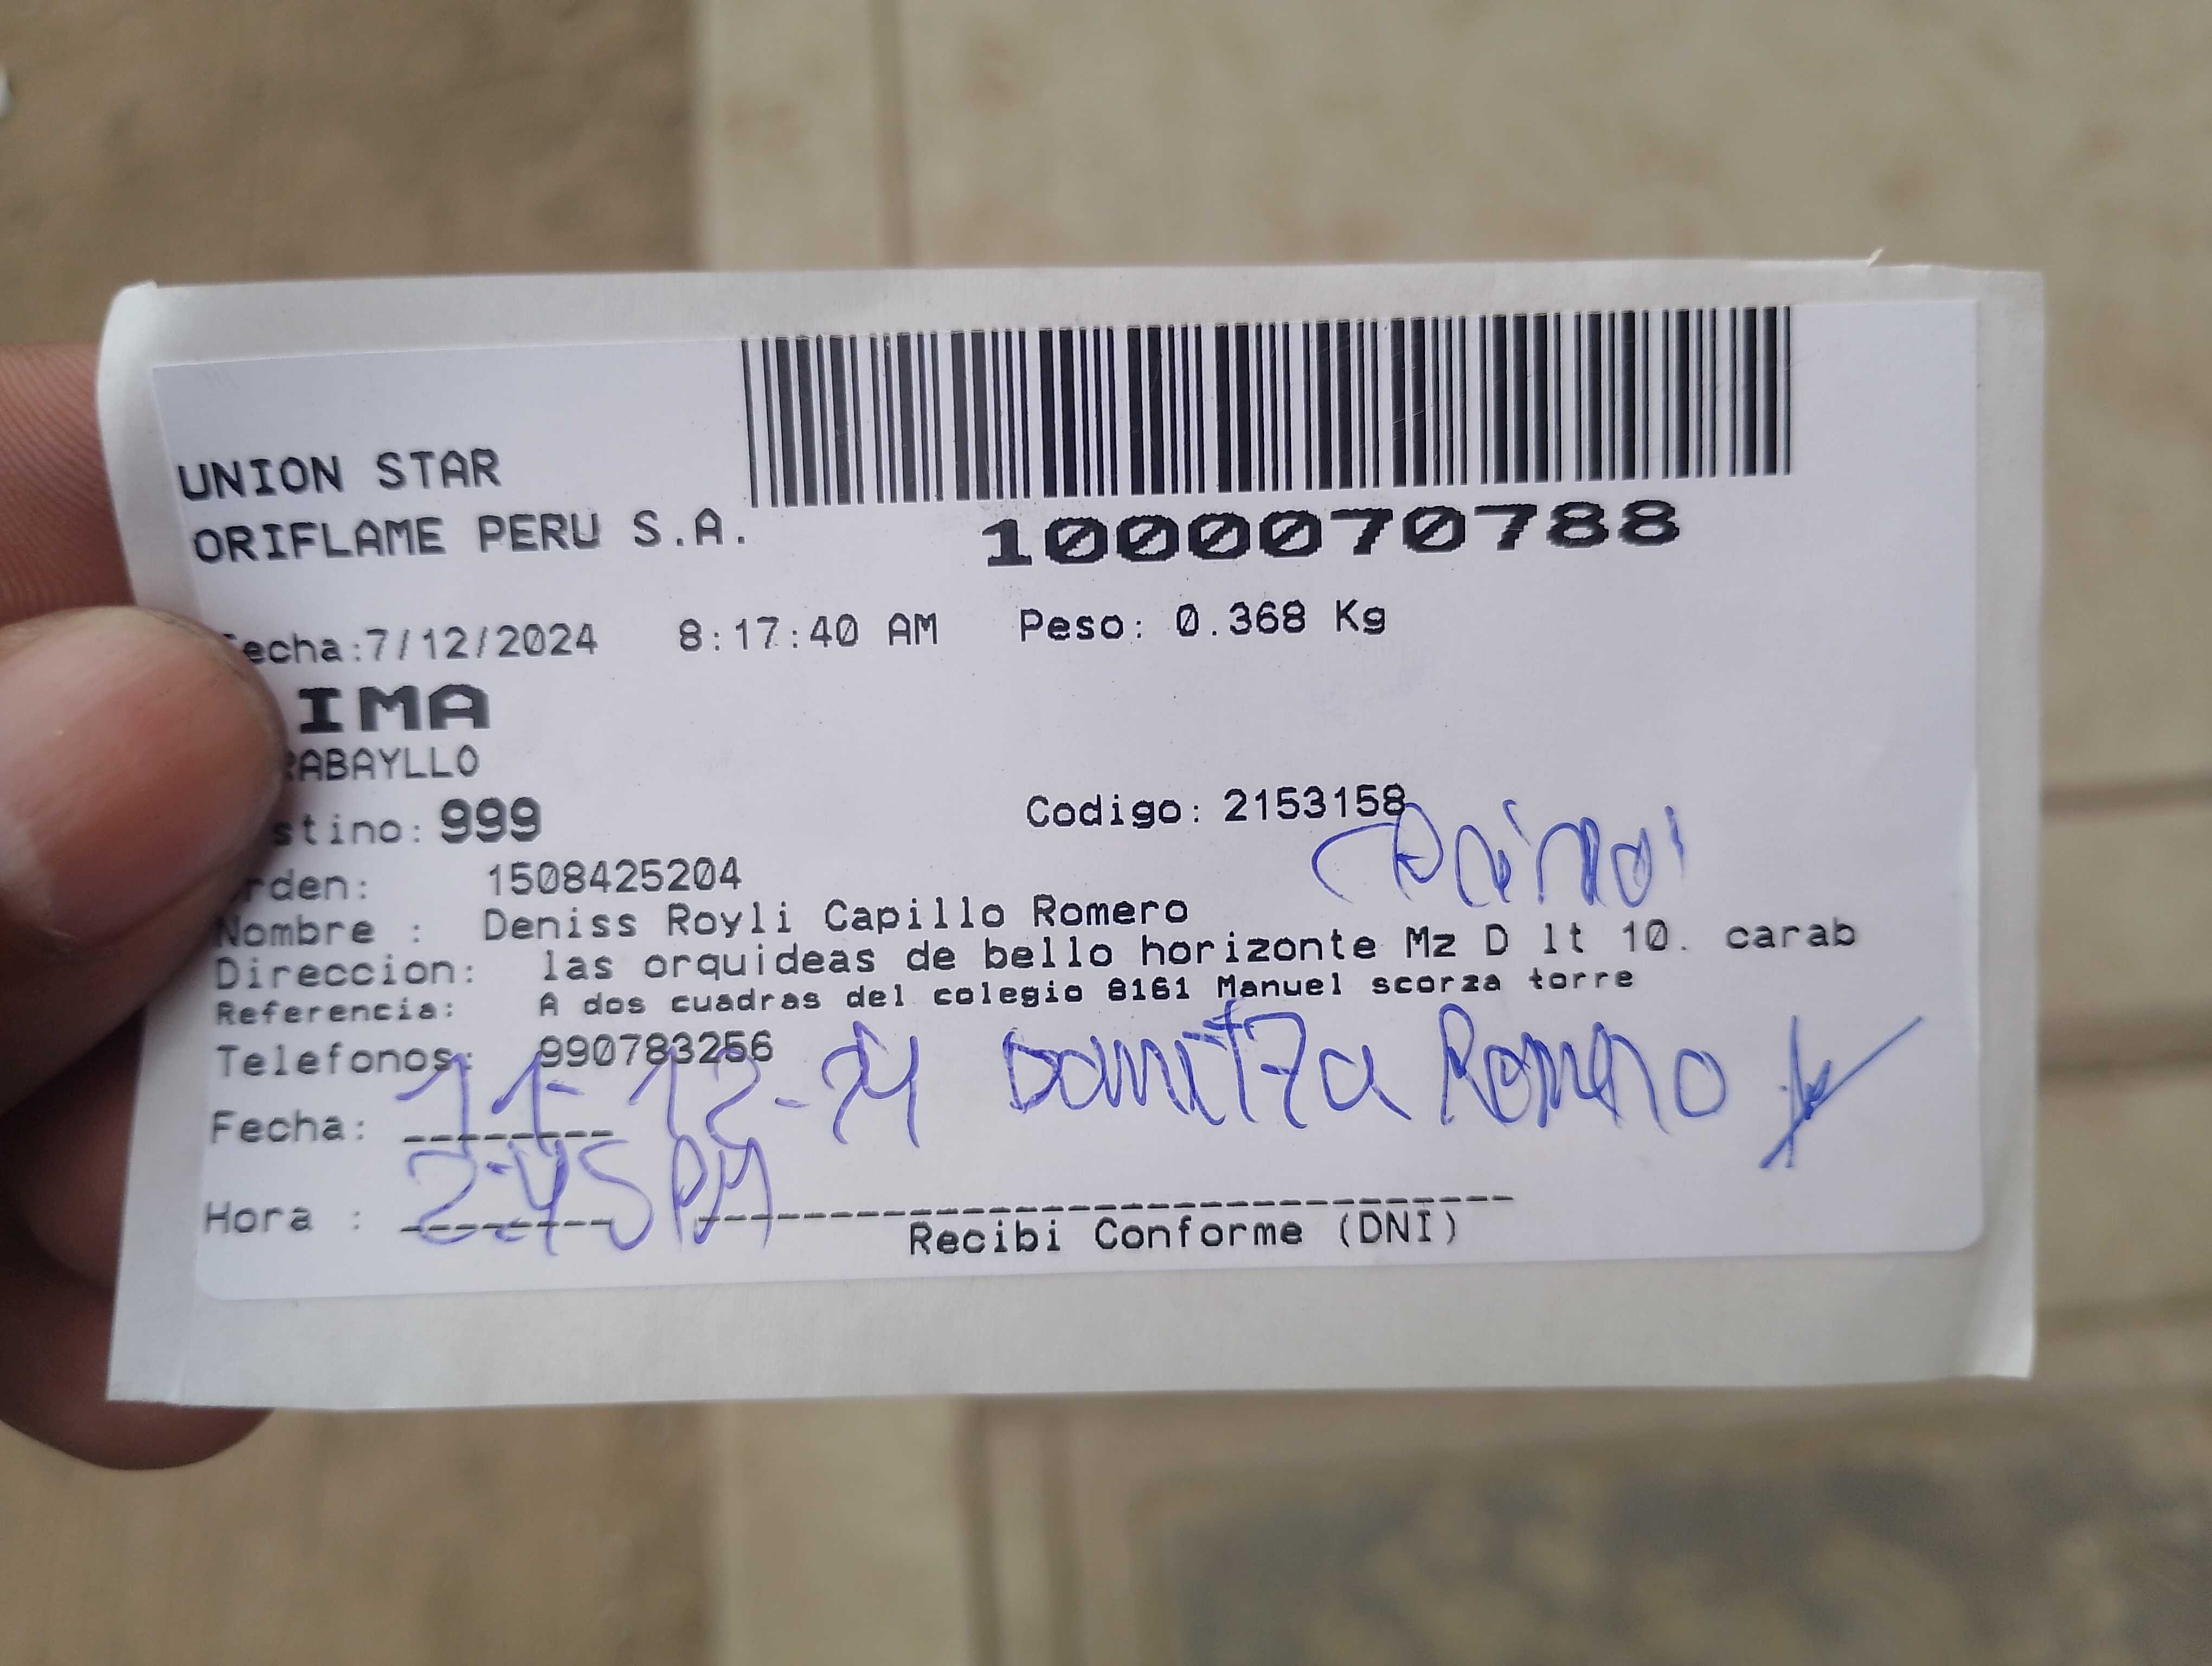 UNION STAR
ORIFLAME PERU S.A.
1000070788
echa:7/12/2024 8:17:40 AM Peso: 0.368 Kg
IMA
RABAYLLO
stino: 999 Codigo: 2153158
rden: 1508425204
Nombre : Deniss Royli Capillo Romero
Direccion: las orquideas de bello horizonte Mz D lt 10. carab
Referencia: A dos cuadras del colegio 8161 Manuel scorza torre
Telefonos: 990783256
Fecha: 11-12-24 Romero
Hora : 2-45 PM
Recibi Conforme (DNI)